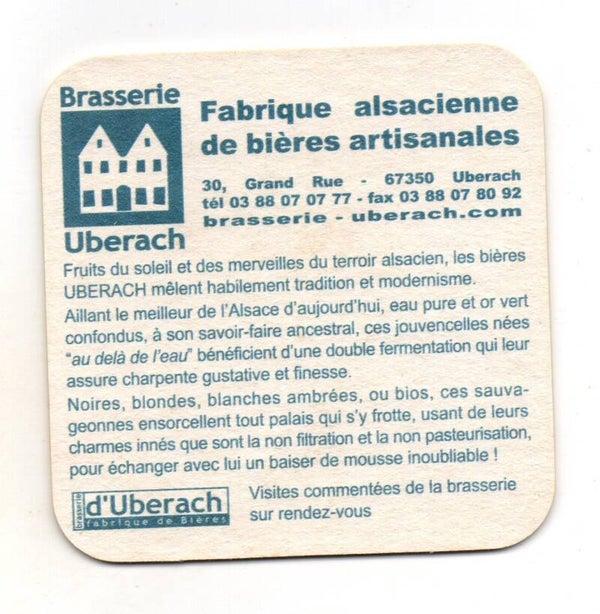 Brasserie
Uberach
Fabrique alsacienne
de bières artisanales
30, Grand Rue - 67350 Uberach
tél 03 88 07 07 77 - fax 03 88 07 80 92
brasserie - uberach.com
Fruits du soleil et des merveilles du terroir alsacien, les bières
UBERACH mêlent habilement tradition et modernisme.
Aillant le meilleur de l'Alsace d'aujourd'hui, eau pure et or vert
confondus, à son savoir-faire ancestral, ces jouvencelles nées
"au delà de l'eau" bénéficient d'une double fermentation qui leur
assure charpente gustative et finesse.
Noires, blondes, blanches ambrées, ou bios, ces sauva-
geonnes ensorcellent tout palais qui s'y frotte, usant de leurs
charmes innés que sont la non filtration et la non pasteurisation,
pour échanger avec lui un baiser de mousse inoubliable !
brasserie
d'Uberach
fabrique de Bières
Visites commentées de la brasserie
sur rendez-vous